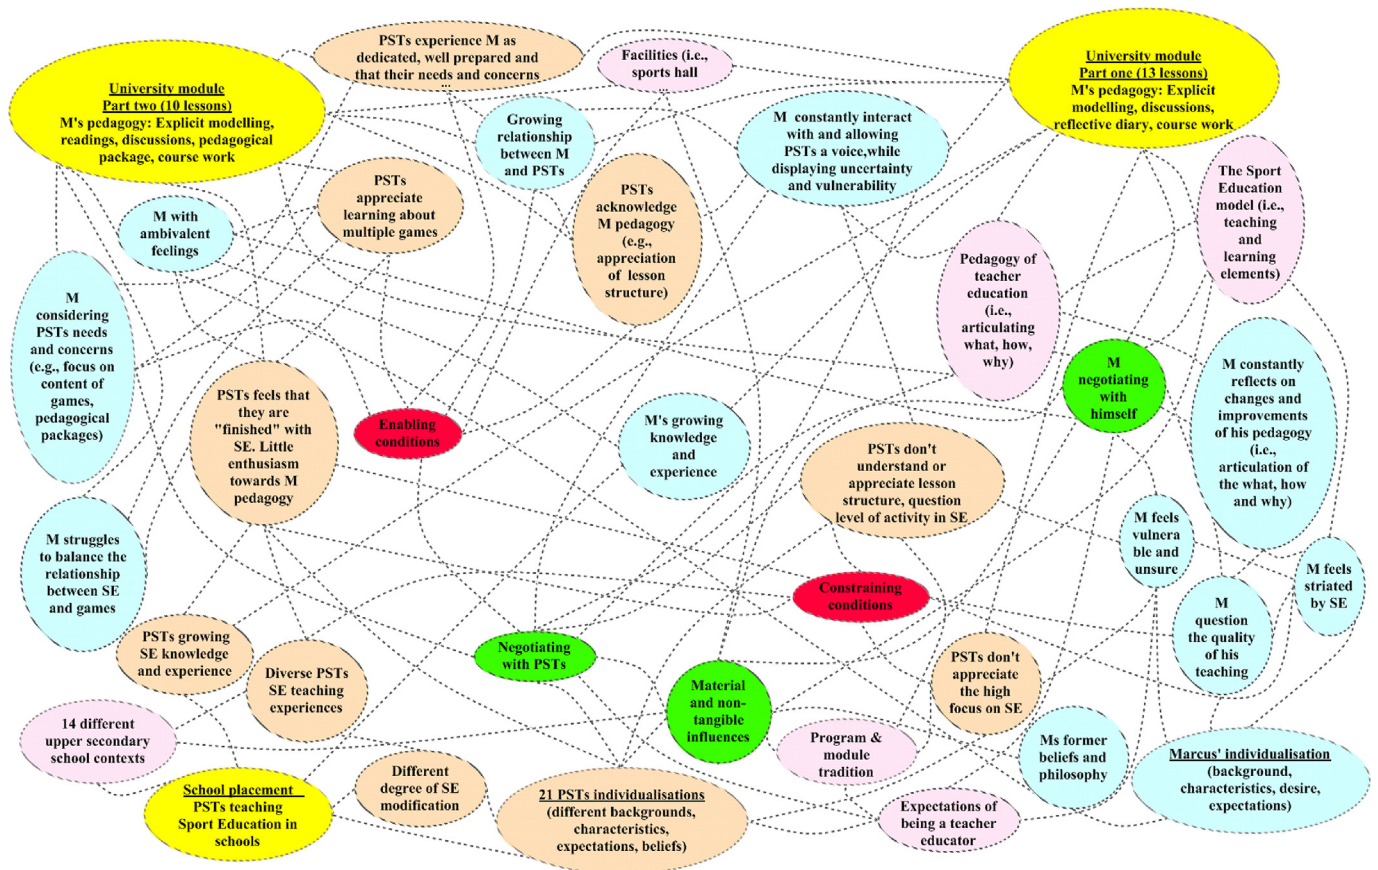 University module
Part two (10 lessons)
M's pedagogy: Explicit modelling,
readings, discussions, pedagogical
package, course work
PSTs experience M as
dedicated, well prepared and
that their needs and concerns
...
Facilities (i.e.,
sports hall
University module
Part one (13 lessons)
M's pedagogy: Explicit
modelling, discussions,
reflective diary, course work
Growing
relationship
between M
and PSTs
M constantly interact
with and allowing
PSTs a voice,while
displaying uncertainty
and vulnerability
The Sport
Education
model (i.e.,
teaching
and
learning
elements)
M with
ambivalent
feelings
PSTs
appreciate
learning about
multiple games
PSTs
acknowledge
M pedagogy
(e.g.,
appreciation
of lesson
structure)
Pedagogy of
teacher
education
(i.e.,
articulating
what, how,
why)
M
considering
PSTs needs
and concerns
(e.g., focus on
content of
games,
pedagogical
packages)
PSTs feels that
they are
"finished" with
SE. Little
enthusiasm
towards M
pedagogy
Enabling
conditions
M's growing
knowledge
and
experience
PSTs don't
understand or
appreciate lesson
structure, question
level of activity in SE
M
negotiating
with
himself
M constantly
reflects on
changes and
improvements
of his pedagogy
(i.e.,
articulation of
the what, how
and why)
M struggles
to balance the
relationship
between SE
and games
M feels
vulnera
ble and
unsure
M feels
striated
by SE
Constraining
conditions
M
question
the quality
of his
teaching
PSTs growing
SE knowledge
and experience
Diverse PSTs
SE teaching
experiences
Negotiating
with PSTs
Material
and non-
tangible
influences
PSTs don't
appreciate
the high
focus on SE
14 different
upper secondary
school contexts
Program &
module
tradition
Ms former
beliefs and
philosophy
Marcus' individualisation
(background,
characteristics, desire,
expectations)
School placement
PSTs teaching
Sport Education in
schools
Different
degree of SE
modification
21 PSTs individualisations
(different backgrounds,
characteristics,
expectations, beliefs)
Expectations of
being a teacher
educator